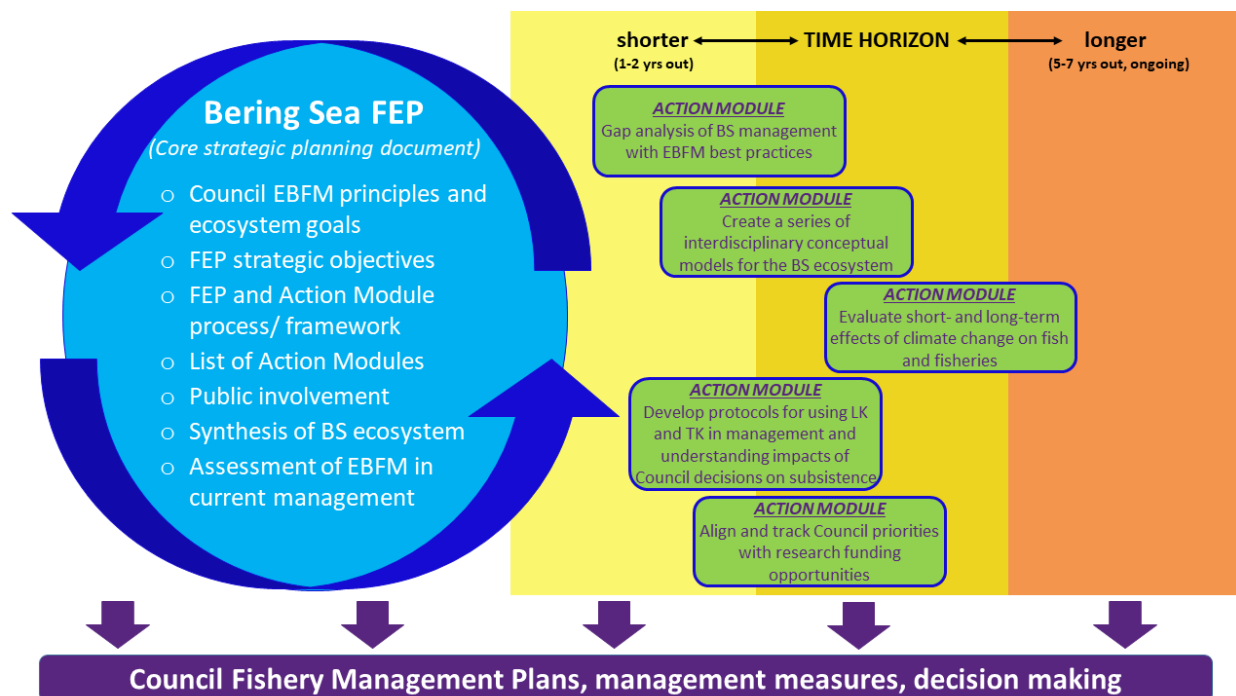 Bering Sea FEP
(Core strategic planning document)
o Council EBFM principles and
ecosystem goals
o FEP strategic objectives
o FEP and Action Module
process/ framework
o List of Action Modules
o Public involvement
o Synthesis of BS ecosystem
o Assessment of EBFM in
current management
shorter TIME HORIZON longer
(1-2 yrs out) (5-7 yrs out, ongoing)
ACTION MODULE
Gap analysis of BS management
with EBFM best practices
ACTION MODULE
Create a series of
interdisciplinary conceptual
models for the BS ecosystem
ACTION MODULE
Evaluate short- and long-term
effects of climate change on fish
and fisheries
ACTION MODULE
Develop protocols for using LK
and TK in management and
understanding impacts of
Council decisions on subsistence
ACTION MODULE
Align and track Council priorities
with research funding
opportunities
Council Fishery Management Plans, management measures, decision making